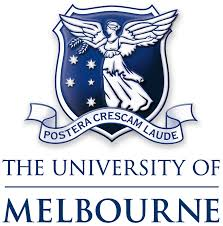 POSTERA CRESCAM LAUDE
THE UNIVERSITY OF
MELBOURNE